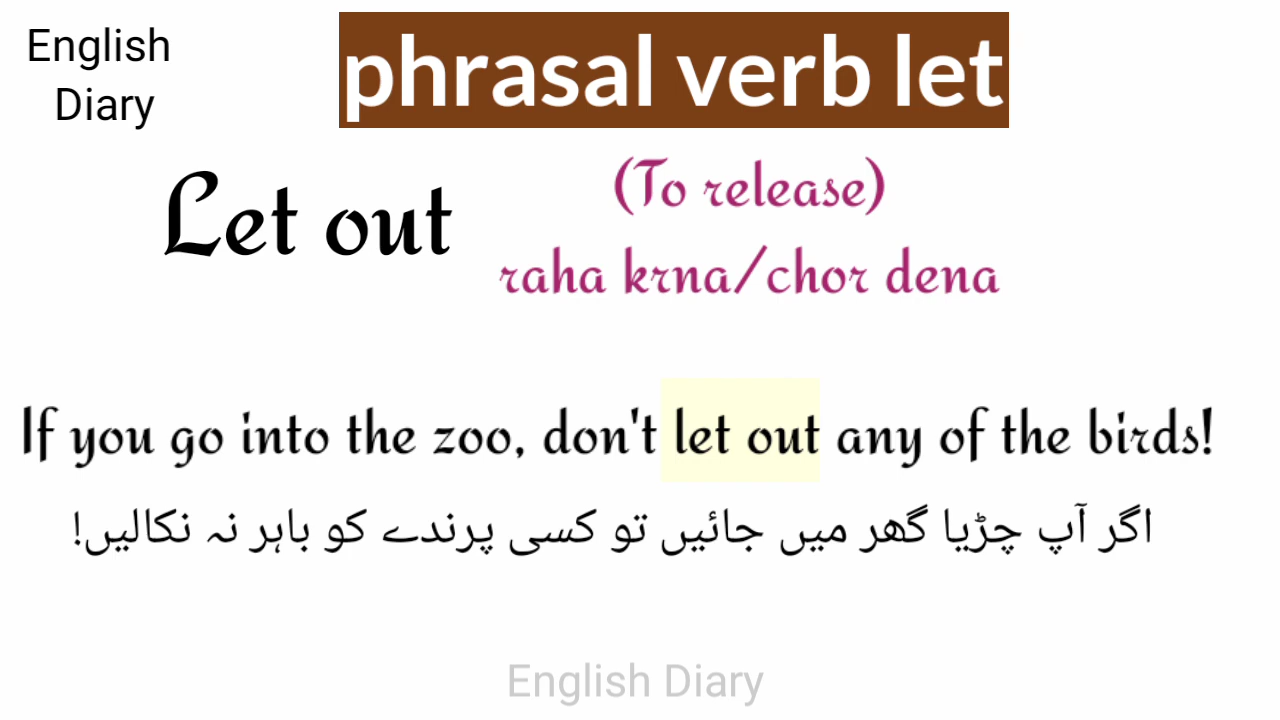 English
Diary
phrasal verb let
Let out
(To release)
raha krna/chor dena
If you go into the zoo, don't let out any of the birds!
اگر آپ چڑیا گھر میں جائیں تو کسی پرندے کو باہر نہ نکالیں!
English Diary